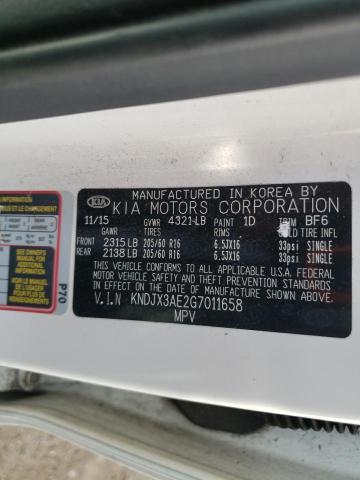 MANUFACTURED IN KOREA BY
KIA KIA MOTORS CORPORATION
11/15 GVWR 4321 LB PAINT 1D TRIM BF6
GAWR TIRES RIMS COLD TIRE INFL
FRONT 2315 LB 205/60 R16 6.5JX16 33psi SINGLE
REAR 2138 LB 205/60 R16 6.5JX16 33psi SINGLE
THIS VEHICLE CONFORMS TO ALL APPLICABLE
FEDERAL MOTOR VEHICLE SAFETY AND
THEFT PREVENTION STANDARDS IN EFFECT ON
THE DATE OF MANUFACTURE SHOWN ABOVE
V.I.N KNDJX3AE2G7011658
MPV
P70